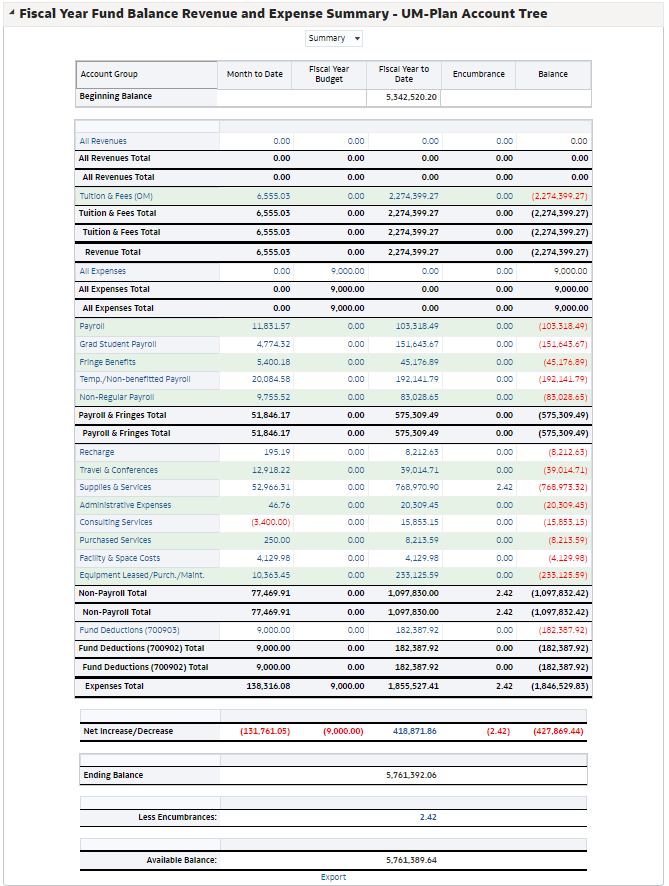 Fiscal Year Fund Balance Revenue and Expense Summary - UM-Plan Account Tree
Summary
Account Group Month to Date Fiscal Year Budget Fiscal Year to Date Encumbrance Balance
Beginning Balance 5,342,520.20
All Revenues 0.00 0.00 0.00 0.00 0.00
All Revenues Total 0.00 0.00 0.00 0.00 0.00
All Revenues Total 0.00 0.00 0.00 0.00 0.00
Tuition & Fees (OM) 6,555.03 0.00 2,274,399.27 0.00 (2,274,399.27)
Tuition & Fees Total 6,555.03 0.00 2,274,399.27 0.00 (2,274,399.27)
Tuition & Fees Total 6,555.03 0.00 2,274,399.27 0.00 (2,274,399.27)
Revenue Total 6,555.03 0.00 2,274,399.27 0.00 (2,274,399.27)
All Expenses 0.00 9,000.00 0.00 0.00 9,000.00
All Expenses Total 0.00 9,000.00 0.00 0.00 9,000.00
All Expenses Total 0.00 9,000.00 0.00 0.00 9,000.00
Payroll 11,831.57 0.00 103,318.49 0.00 (103,318.49)
Grad Student Payroll 4,774.32 0.00 151,643.67 0.00 (151,643.67)
Fringe Benefits 5,400.18 0.00 45,176.89 0.00 (45,176.89)
Temp./Non-benefitted Payroll 20,084.58 0.00 192,141.79 0.00 (192,141.79)
Non-Regular Payroll 9,755.52 0.00 83,028.65 0.00 (83,028.65)
Payroll & Fringes Total 51,846.17 0.00 575,309.49 0.00 (575,309.49)
Payroll & Fringes Total 51,846.17 0.00 575,309.49 0.00 (575,309.49)
Recharge 195.19 0.00 8,212.63 0.00 (8,212.63)
Travel & Conferences 12,918.22 0.00 39,014.71 0.00 (39,014.71)
Supplies & Services 52,966.31 0.00 768,970.90 2.42 (768,973.32)
Administrative Expenses 46.76 0.00 20,309.45 0.00 (20,309.45)
Consulting Services (3,400.00) 0.00 15,853.15 0.00 (15,853.15)
Purchased Services 250.00 0.00 8,213.59 0.00 (8,213.59)
Facility & Space Costs 4,129.98 0.00 4,129.98 0.00 (4,129.98)
Equipment Leased/Purch./Maint. 10,363.45 0.00 233,125.59 0.00 (233,125.59)
Non-Payroll Total 77,469.91 0.00 1,097,830.00 2.42 (1,097,832.42)
Non-Payroll Total 77,469.91 0.00 1,097,830.00 2.42 (1,097,832.42)
Fund Deductions (700903) 9,000.00 0.00 182,387.92 0.00 (182,387.92)
Fund Deductions (700902) Total 9,000.00 0.00 182,387.92 0.00 (182,387.92)
Fund Deductions (700902) Total 9,000.00 0.00 182,387.92 0.00 (182,387.92)
Expenses Total 138,316.08 9,000.00 1,855,527.41 2.42 (1,846,529.83)
Net Increase/Decrease (131,761.05) (9,000.00) 418,871.86 (2.42) (427,869.44)
Ending Balance 5,761,392.06
Less Encumbrances: 2.42
Available Balance: 5,761,389.64
Export